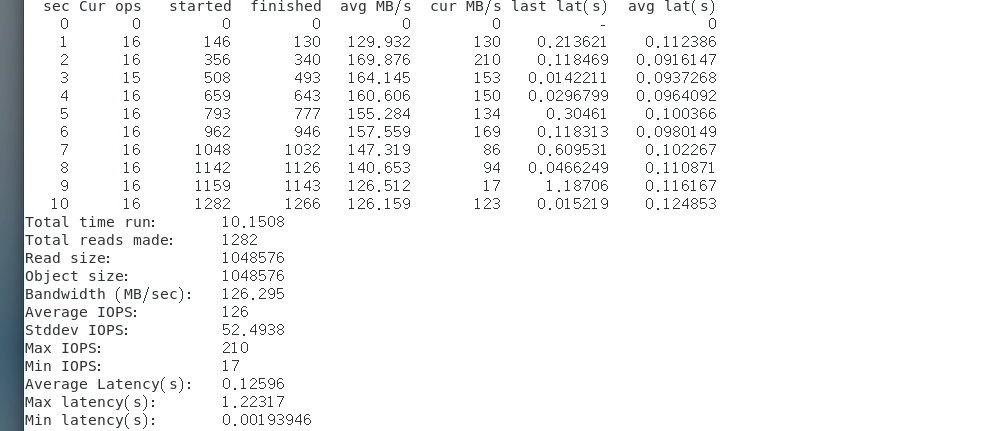 sec Cur ops started finished avg MB/s cur MB/s last lat(s) avg lat(s)
0 0 0 0 0 0 - 0
1 16 146 130 129.932 130 0.213621 0.112386
2 16 356 340 169.876 210 0.118469 0.0916147
3 15 508 493 164.145 153 0.0142211 0.0937268
4 16 659 643 160.606 150 0.0296799 0.0964092
5 16 793 777 155.284 134 0.30461 0.100366
6 16 962 946 157.559 169 0.118313 0.0980149
7 16 1048 1032 147.319 86 0.609531 0.102267
8 16 1142 1126 140.653 94 0.0466249 0.110871
9 16 1159 1143 126.512 17 1.18706 0.116167
10 16 1282 1266 126.159 123 0.015219 0.124853
Total time run: 10.1508
Total reads made: 1282
Read size: 1048576
Object size: 1048576
Bandwidth (MB/sec): 126.295
Average IOPS: 126
Stddev IOPS: 52.4938
Max IOPS: 210
Min IOPS: 17
Average Latency(s): 0.12596
Max latency(s): 1.22317
Min latency(s): 0.00193946